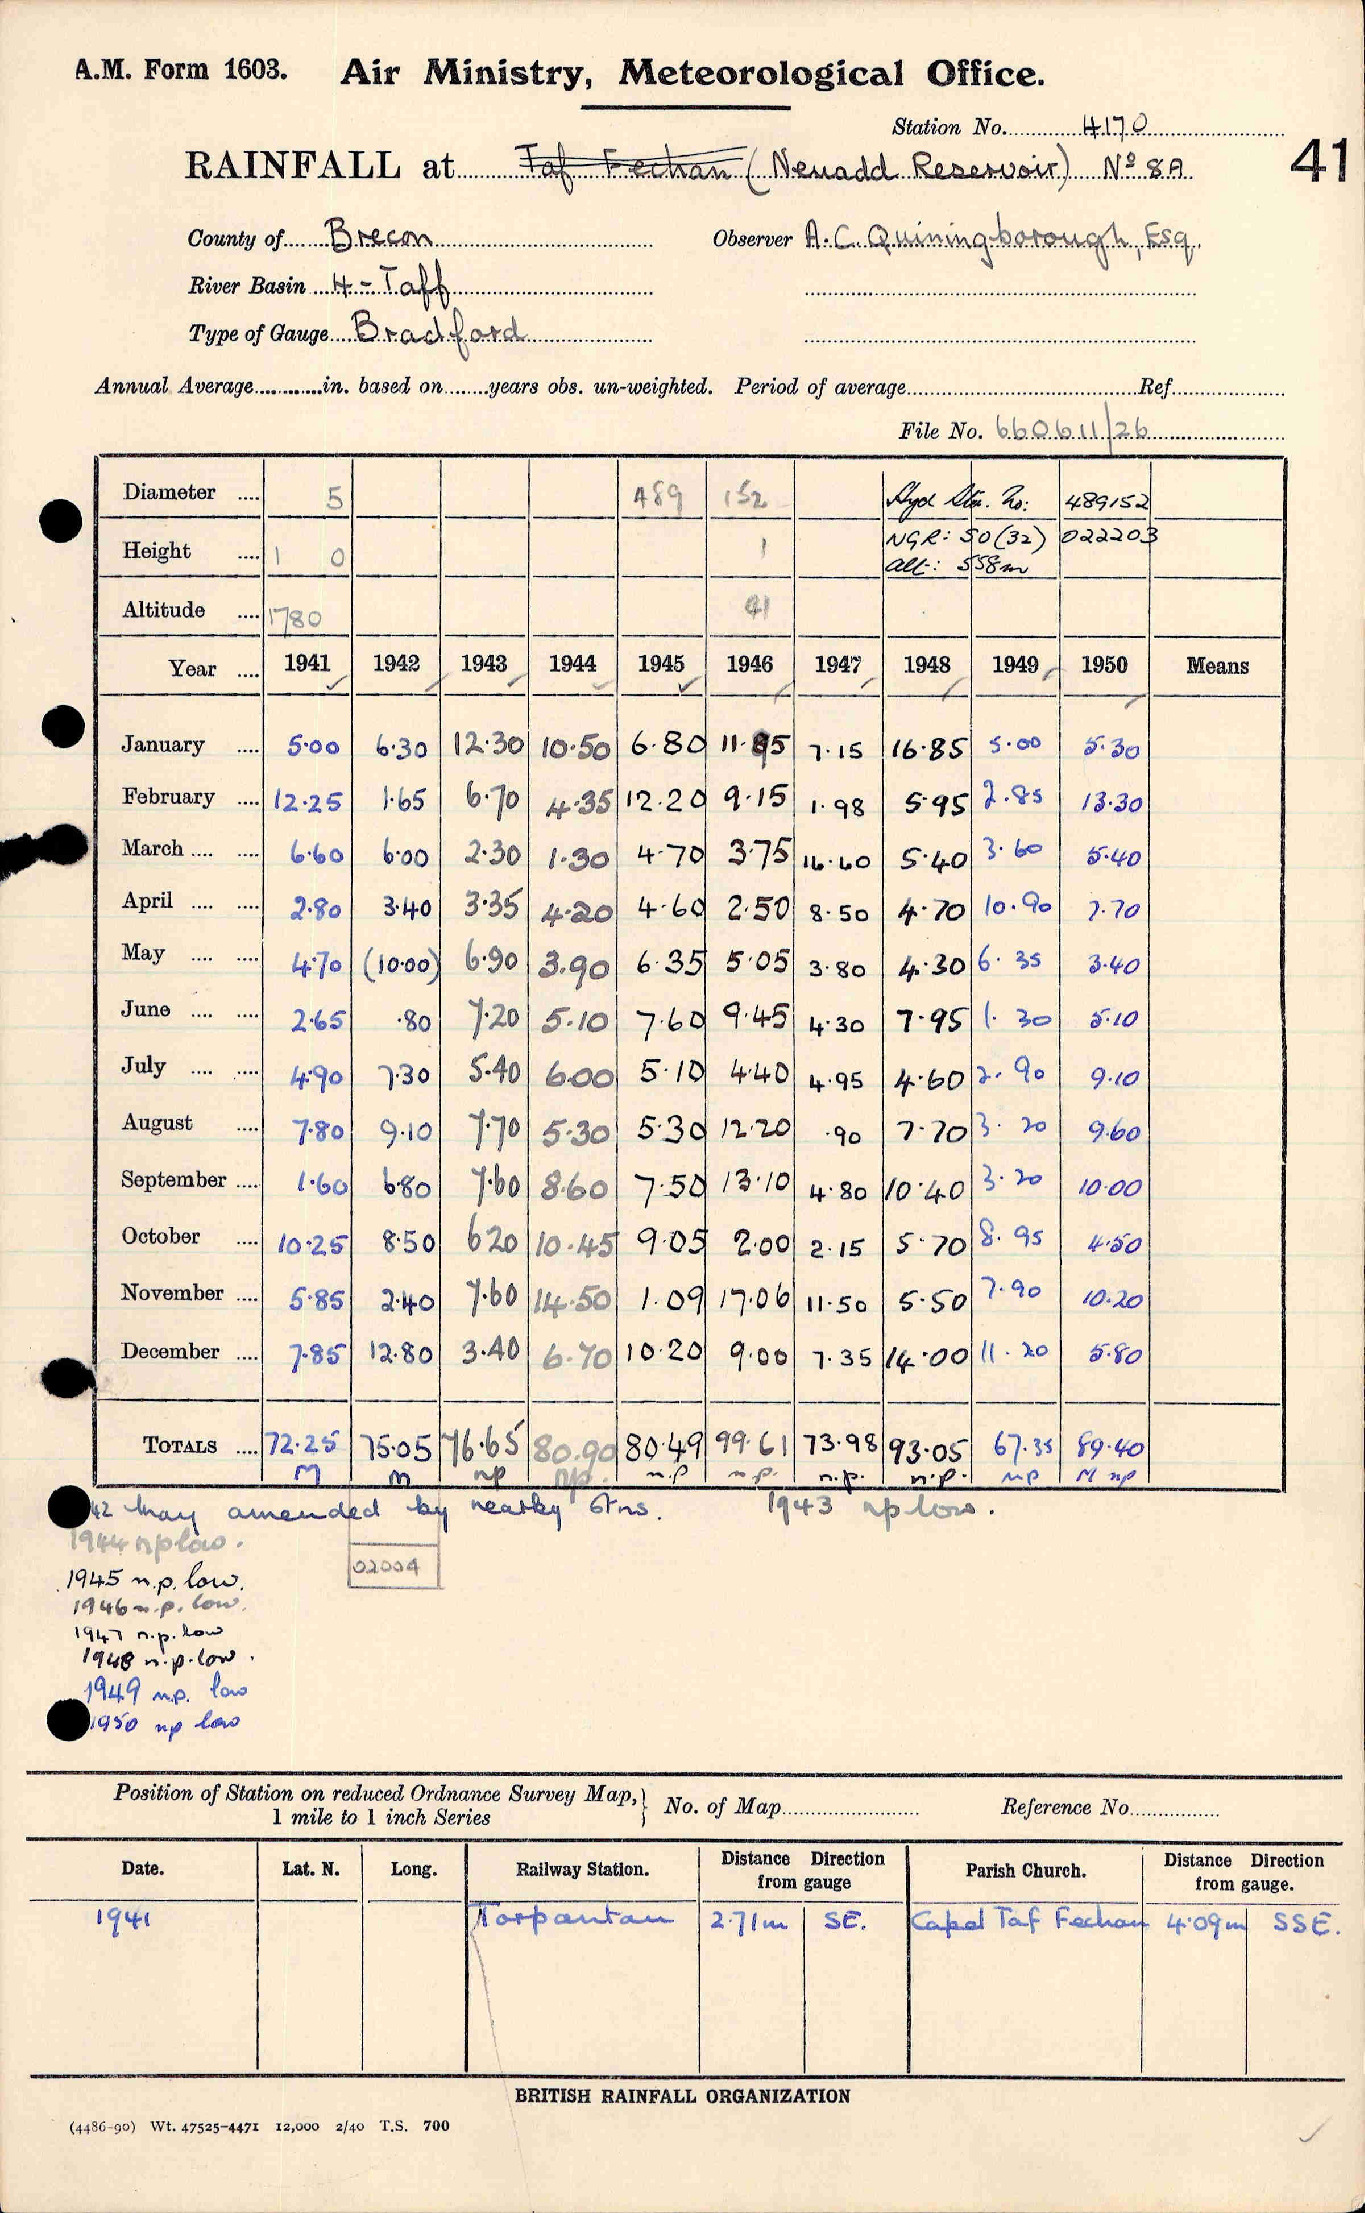 A.M. Form 1603. Air Ministry, Meteorological Office.
Station No. 4170
RAINFALL at Taf Fechan (Neuadd Reservoir) No 8A 41
County of Brecon Observer A.C. Quiningborough, Esq.
River Basin 4 - Taff
Type of Gauge Bradford
Annual Average in. based on years obs. un-weighted. Period of average Ref.
File No. 660611/26
Diameter .... 5 489 152 Hyd Stn. No: 489152
Height .... 1 0 1 NGR: SO (32) 022203
alt: 558m
Altitude .... 1780 41
Year .... 1941 1942 1943 1944 1945 1946 1947 1948 1949 1950 Means
January .... 5·00 6·30 12·30 10·50 6·80 11·95 7·15 16·85 5·00 5·30
February .... 12·25 1·65 6·70 4·35 12·20 9·15 1·98 5·95 2·85 13·30
March .... .... 6·60 6·00 2·30 1·30 4·70 3·75 16·60 5·40 3·60 5·40
April .... .... 2·80 3·40 3·35 4·20 4·60 2·50 8·50 4·70 10·90 7·70
May .... .... 4·70 (10·00) 6·90 3·90 6·35 5·05 3·80 4·30 6·35 3·40
June .... .... 2·65 ·80 7·20 5·10 7·60 9·45 4·30 7·95 1·30 5·10
July .... .... 4·90 7·30 5·40 6·00 5·10 4·40 4·95 4·60 2·90 9·10
August .... 7·80 9·10 7·70 5·30 5·30 12·20 ·90 7·70 3·20 9·60
September .... 1·60 6·80 7·60 8·60 7·50 13·10 4·80 10·40 3·20 10·00
October .... 10·25 8·50 6·20 10·45 9·05 2·00 2·15 5·70 8·95 4·50
November .... 5·85 2·40 7·60 14·50 1·09 17·06 11·50 5·50 7·90 10·20
December .... 7·85 12·80 3·40 6·70 10·20 9·00 7·35 14·00 11·20 5·80
TOTALS .... 72·25 75·05 76·65 80·90 80·49 99·61 73·98 93·05 67·35 89·40
M M np np. n.p n.p. n.p. n.p. np M np
42 May amended by nearby stns. 1943 np low.
1944 np low.
02004
1945 n.p. low.
1946 n.p. low.
1947 n.p. low
1948 n.p. low.
1949 n.p. low
1950 np low
Position of Station on reduced Ordnance Survey Map, 1 mile to 1 inch Series No. of Map Reference No.
Date. Lat. N. Long. Railway Station. Distance Direction from gauge Parish Church. Distance Direction from gauge.
1941 Torpantau 2·71m SE. Capel Taf Fechan 4·09m SSE.
BRITISH RAINFALL ORGANIZATION
(4486-90) Wt. 47525-4471 12,000 2/40 T.S. 700